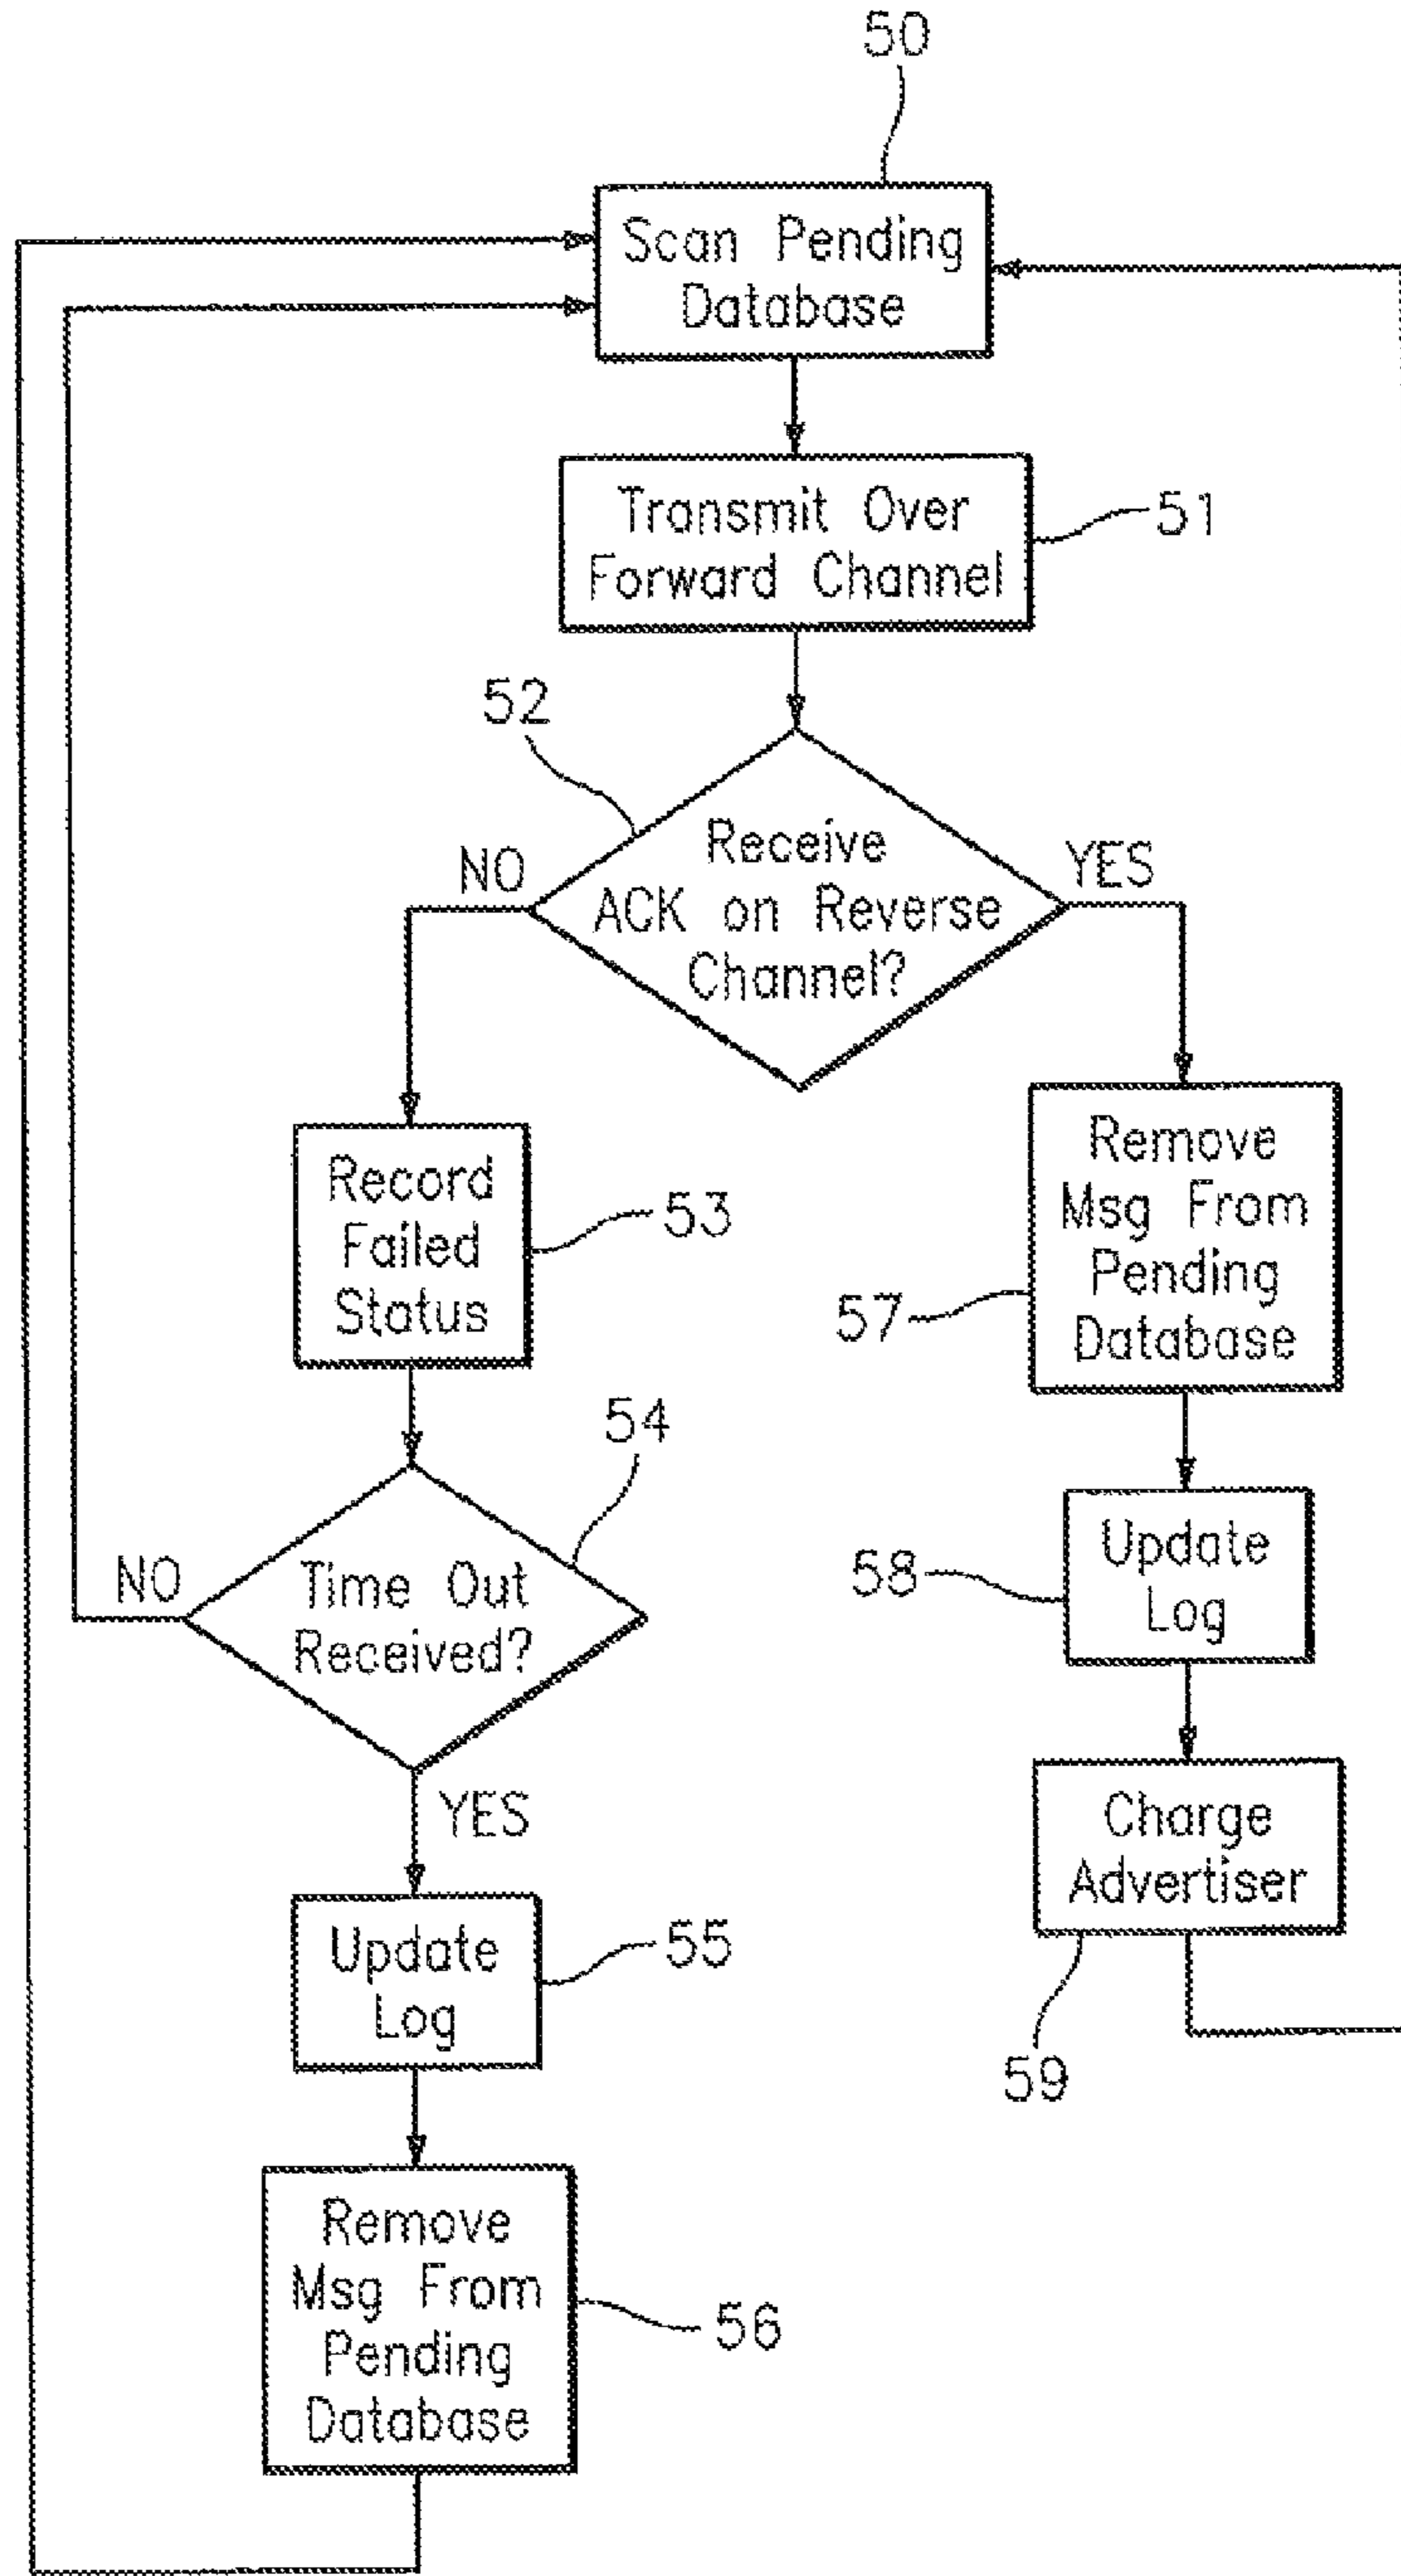 50
Scan Pending
Database
Transmit Over
Forward Channel
51
52
NO
Receive
ACK on Reverse
Channel?
YES
Record
Failed
Status
53
Remove
Msg From
Pending
Database
57
54
NO
Time Out
Received?
YES
Update
Log
58
Charge
Advertiser
59
Update
Log
55
Remove
Msg From
Pending
Database
56